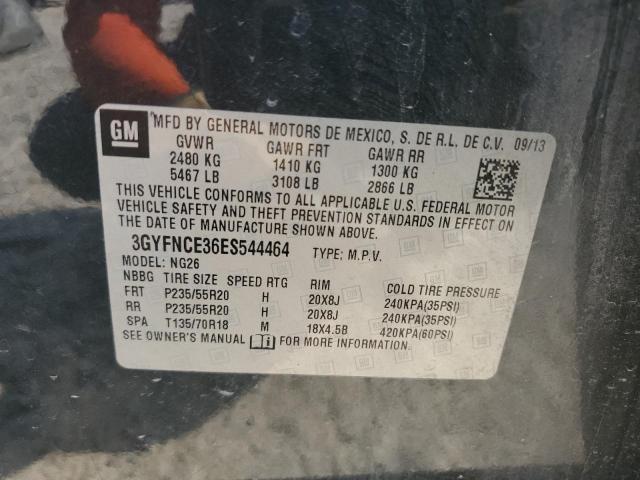 GM
MFD BY GENERAL MOTORS DE MEXICO, S. DE R.L. DE C.V. 09/13
GVWR GAWR FRT GAWR RR
2480 KG 1410 KG 1300 KG
5467 LB 3108 LB 2866 LB
THIS VEHICLE CONFORMS TO ALL APPLICABLE U.S. FEDERAL MOTOR
VEHICLE SAFETY AND THEFT PREVENTION STANDARDS IN EFFECT ON
THE DATE OF MANUFACTURE SHOWN ABOVE.
3GYFNCE36ES544464 TYPE: M.P.V.
MODEL: NG26
NBBG TIRE SIZE SPEED RTG RIM COLD TIRE PRESSURE
FRT P235/55R20 H 20X8J 240KPA(35PSI)
RR P235/55R20 H 20X8J 240KPA(35PSI)
SPA T135/70R18 M 18X4.5B 420KPA(60PSI)
SEE OWNER'S MANUAL FOR MORE INFORMATION.